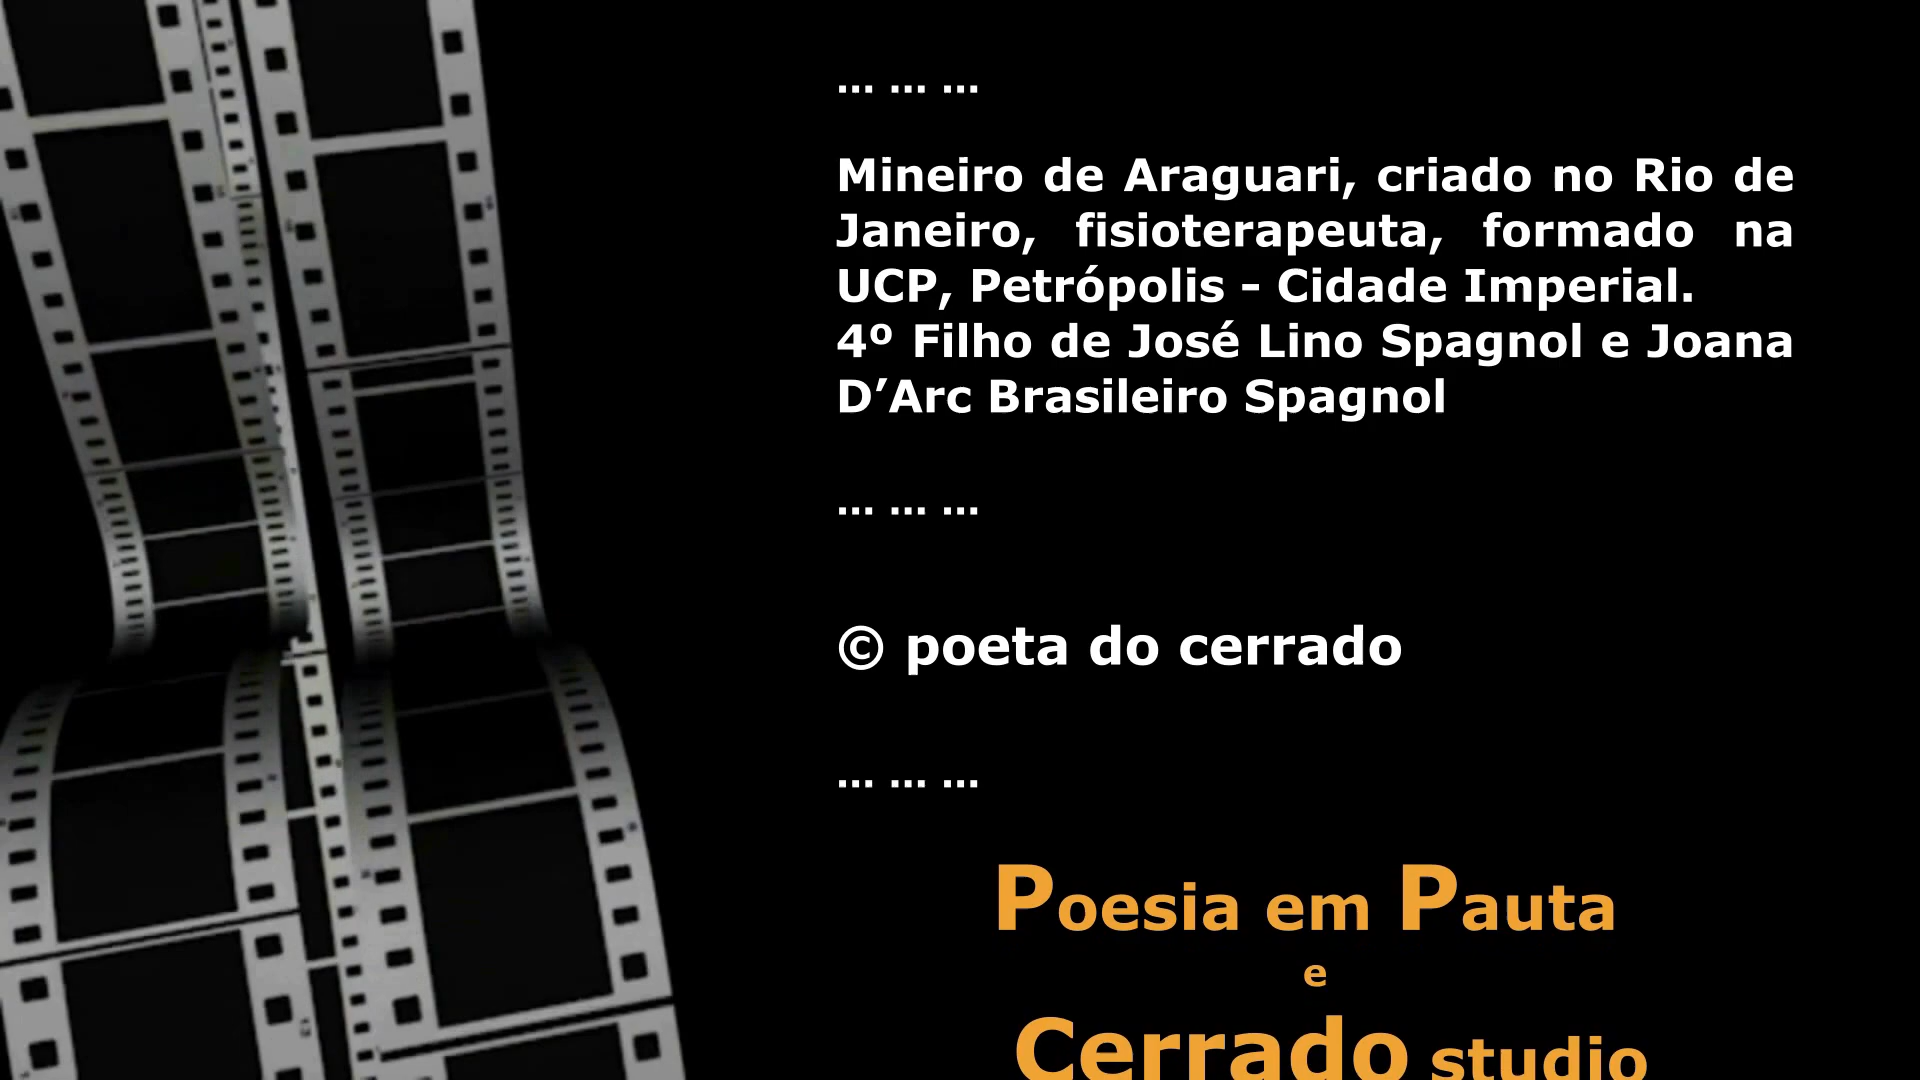 ... ... ...
Mineiro de Araguari, criado no Rio de
Janeiro, fisioterapeuta, formado na
UCP, Petrópolis - Cidade Imperial.
4º Filho de José Lino Spagnol e Joana
D’Arc Brasileiro Spagnol
... ... ...
© poeta do cerrado
... ... ...
Poesia em Pauta
e
Cerrado studio